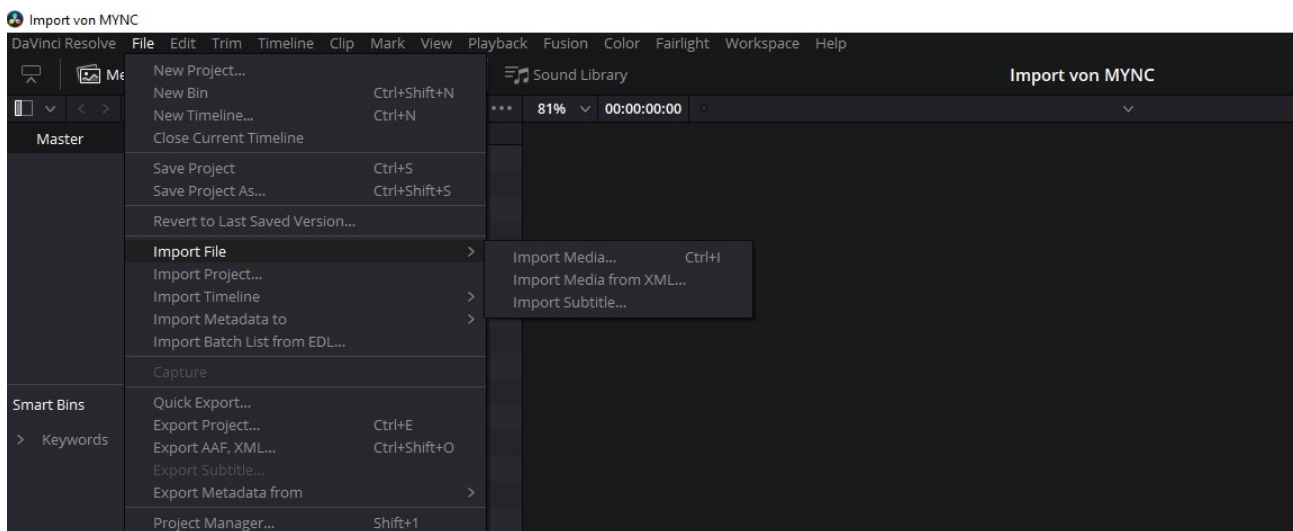 Import von MYNC
DaVinci Resolve File Edit Trim Timeline Clip Mark View Playback Fusion Color Fairlight Workspace Help
Sound Library Import von MYNC
81% 00:00:00:00
Master
New Project...
New Bin Ctrl+Shift+N
New Timeline... Ctrl+N
Close Current Timeline
Save Project Ctrl+S
Save Project As... Ctrl+Shift+S
Revert to Last Saved Version...
Import File
Import Project...
Import Timeline
Import Metadata to
Import Batch List from EDL...
Import Media... Ctrl+I
Import Media from XML...
Import Subtitle...
Capture
Quick Export...
Export Project... Ctrl+E
Export AAF, XML... Ctrl+Shift+O
Export Subtitle...
Export Metadata from
Project Manager... Shift+1
Smart Bins
Keywords